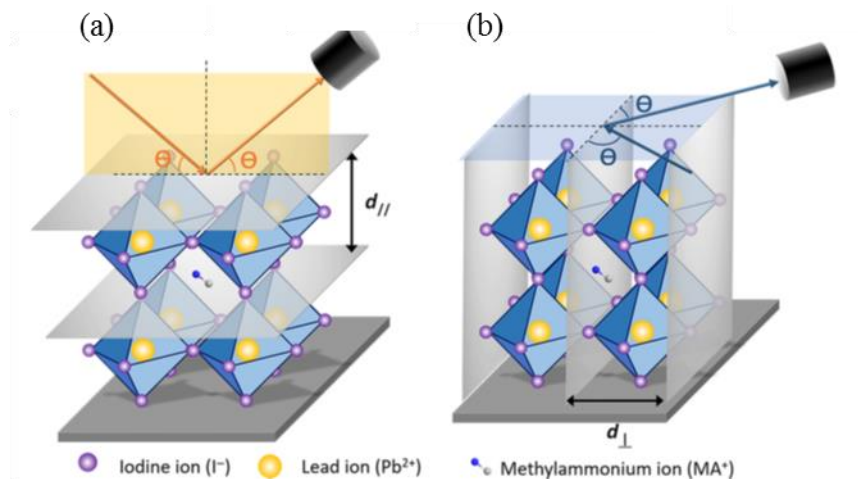 (a)
(b)
Θ
Θ
d//
Θ
Θ
d⊥
Iodine ion (I⁻)
Lead ion (Pb²⁺)
Methylammonium ion (MA⁺)